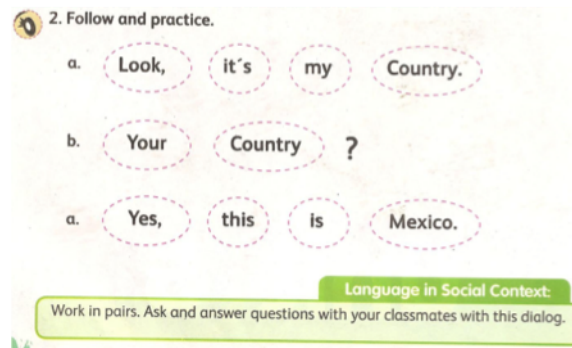 2. Follow and practice.
a. Look, it´s my Country.
b. Your Country ?
a. Yes, this is Mexico.
Language in Social Context:
Work in pairs. Ask and answer questions with your classmates with this dialog.